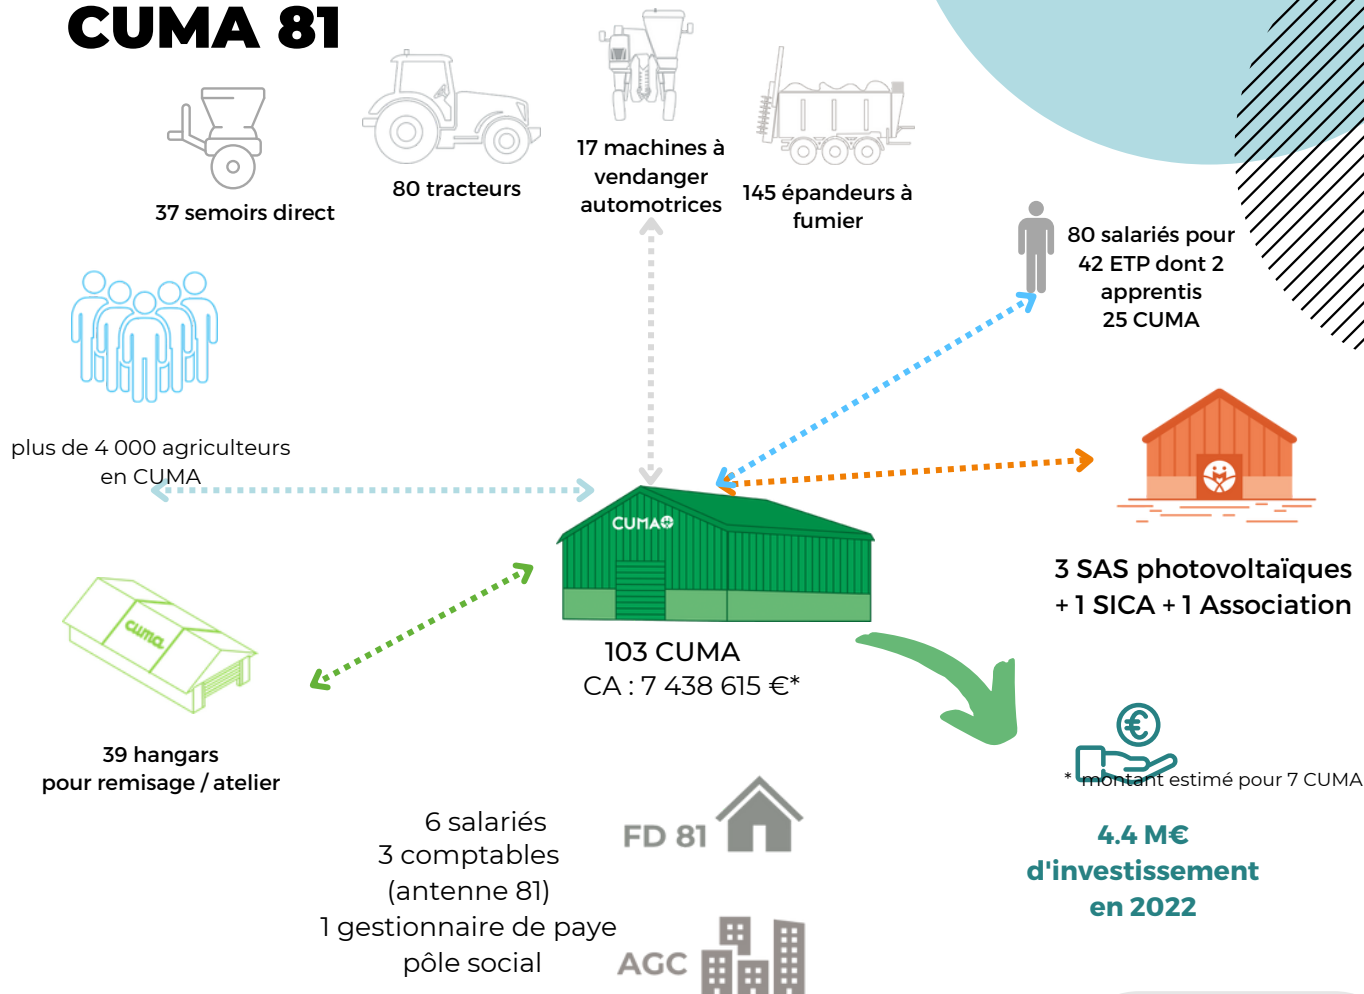 CUMA 81
37 semoirs direct
80 tracteurs
17 machines à
vendanger
automotrices
145 épandeurs à
fumier
80 salariés pour
42 ETP dont 2
apprentis
25 CUMA
plus de 4 000 agriculteurs
en CUMA
CUMA
3 SAS photovoltaïques
+ 1 SICA + 1 Association
cuma
103 CUMA
CA : 7 438 615 €*
39 hangars
pour remisage / atelier
€
* montant estimé pour 7 CUMA
4.4 M€
d'investissement
en 2022
6 salariés
3 comptables
(antenne 81)
1 gestionnaire de paye
pôle social
FD 81
AGC